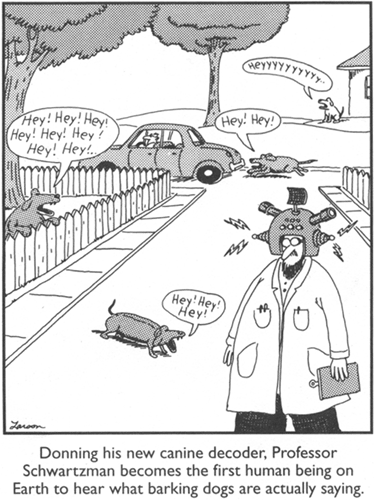 Heyyyyyyyyyyy..
Hey! Hey! Hey!
Hey! Hey! Hey!
Hey! Hey!..
Hey! Hey!
Hey! Hey!
Hey!
Larson
Donning his new canine decoder, Professor
Schwartzman becomes the first human being on
Earth to hear what barking dogs are actually saying.